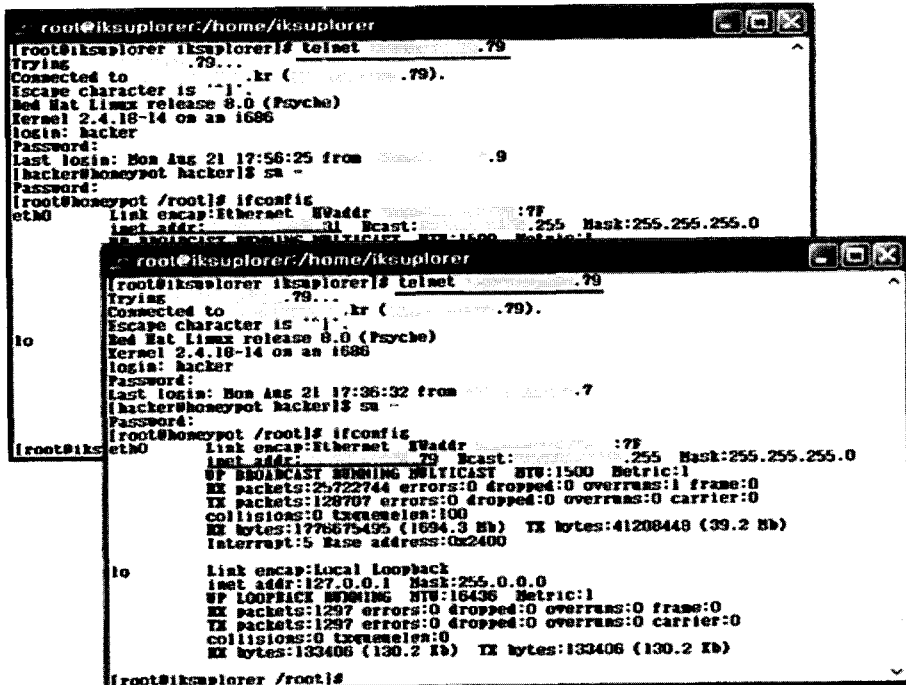 root@iksuplorer:/home/iksuplorer
[root@iksuplorer iksuplorer]# telnet .79
Trying .79...
Connected to .kr ( .79).
Escape character is '^]'.
Red Hat Linux release 8.0 (Psyche)
Kernel 2.4.18-14 on an i686
login: hacker
Password:
Last login: Mon Aug 21 17:56:25 from .9
[hacker@honeypot hacker]$ su -
Password:
[root@honeypot /root]# ifconfig
eth0 Link encap:Ethernet HWaddr :7F
inet addr: 31 Bcast: .255 Mask:255.255.255.0
UP BROADCAST RUNNING MULTICAST MTU:1500 Metric:1
lo
[root@iks
root@iksuplorer:/home/iksuplorer
[root@iksuplorer iksuplorer]# telnet .79
Trying .79...
Connected to .kr ( .79).
Escape character is '^]'.
Red Hat Linux release 8.0 (Psyche)
Kernel 2.4.18-14 on an i686
login: hacker
Password:
Last login: Mon Aug 21 17:36:32 from .7
[hacker@honeypot hacker]$ su -
Password:
[root@honeypot /root]# ifconfig
eth0 Link encap:Ethernet HWaddr :7F
inet addr: 79 Bcast: .255 Mask:255.255.255.0
UP BROADCAST RUNNING MULTICAST MTU:1500 Metric:1
RX packets:25722744 errors:0 dropped:0 overruns:1 frame:0
TX packets:128707 errors:0 dropped:0 overruns:0 carrier:0
collisions:0 txqueuelen:100
RX bytes:1776675495 (1694.3 Mb) TX bytes:41208448 (39.2 Mb)
Interrupt:5 Base address:0x2400
lo Link encap:Local Loopback
inet addr:127.0.0.1 Mask:255.0.0.0
UP LOOPBACK RUNNING MTU:16436 Metric:1
RX packets:1297 errors:0 dropped:0 overruns:0 frame:0
TX packets:1297 errors:0 dropped:0 overruns:0 carrier:0
collisions:0 txqueuelen:0
RX bytes:133406 (130.2 Kb) TX bytes:133406 (130.2 Kb)
[root@iksuplorer /root]#